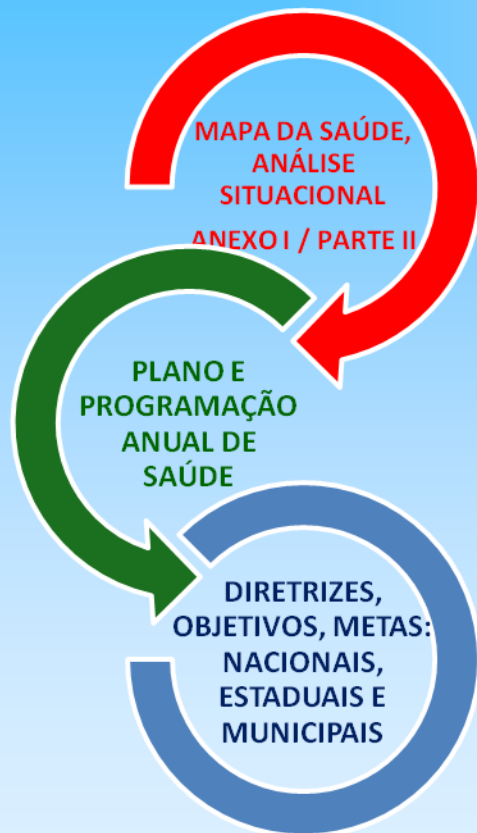 MAPA DA SAÚDE,
ANÁLISE
SITUACIONAL
ANEXO I / PARTE II
PLANO E
PROGRAMAÇÃO
ANUAL DE
SAÚDE
DIRETRIZES,
OBJETIVOS, METAS:
NACIONAIS,
ESTADUAIS E
MUNICIPAIS